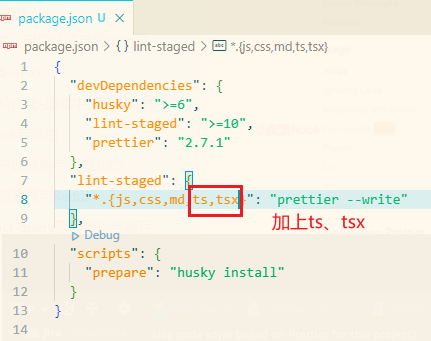 package.json U ×
package.json > lint-staged > abc *.{js,css,md,ts,tsx}
1 {
2 "devDependencies": {
3 "husky": ">=6",
4 "lint-staged": ">=10",
5 "prettier": "2.7.1"
6 },
7 "lint-staged": {
8 "*.{js,css,md,ts,tsx}": "prettier --write"
9 },
加上ts、tsx
Debug
10 "scripts": {
11 "prepare": "husky install"
12 }
13 }
14